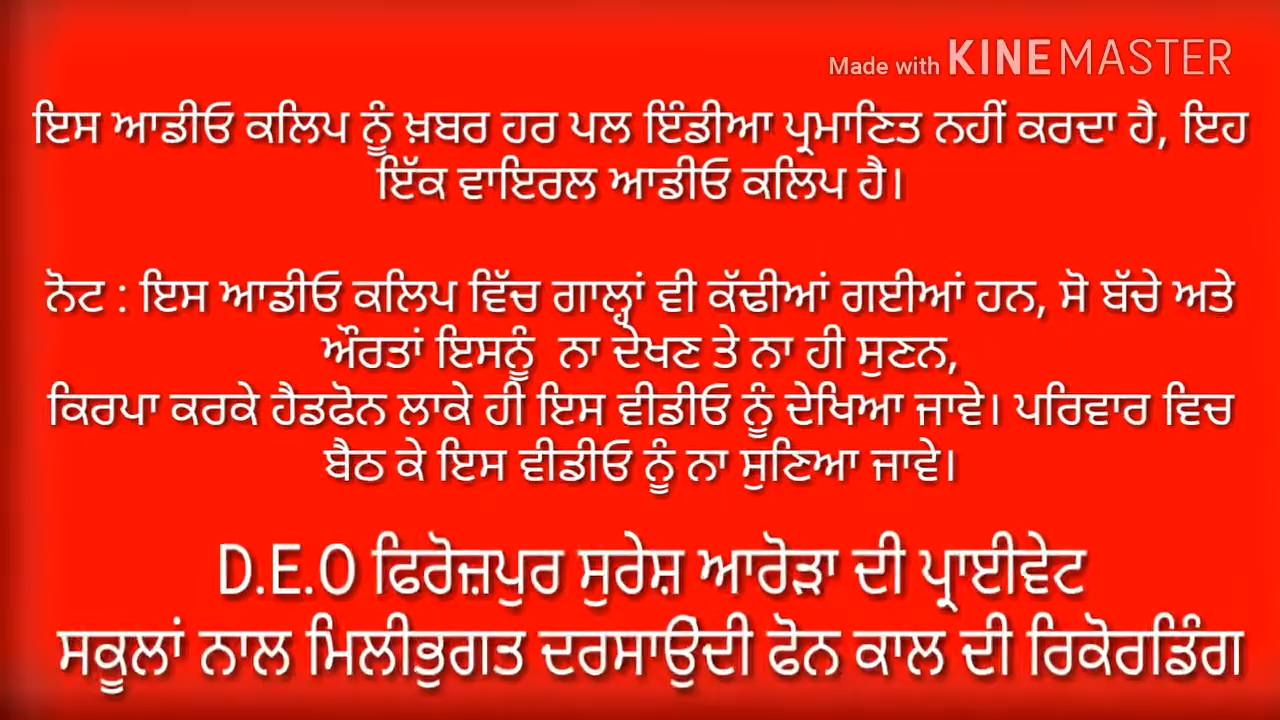 Made with KINEMASTER
ਇਸ ਆਡੀਓ ਕਲਿਪ ਨੂੰ ਖ਼ਬਰ ਹਰ ਪਲ ਇੰਡੀਆ ਪ੍ਰਮਾਣਿਤ ਨਹੀਂ ਕਰਦਾ ਹੈ, ਇਹ
ਇੱਕ ਵਾਇਰਲ ਆਡੀਓ ਕਲਿਪ ਹੈ।
ਨੋਟ : ਇਸ ਆਡੀਓ ਕਲਿਪ ਵਿੱਚ ਗਾਲ੍ਹਾਂ ਵੀ ਕੱਢੀਆਂ ਗਈਆਂ ਹਨ, ਸੋ ਬੱਚੇ ਅਤੇ
ਔਰਤਾਂ ਇਸਨੂੰ  ਨਾ ਦੇਖਣ ਤੇ ਨਾ ਹੀ ਸੁਣਨ,
ਕਿਰਪਾ ਕਰਕੇ ਹੈਡਫੋਨ ਲਾਕੇ ਹੀ ਇਸ ਵੀਡੀਓ ਨੂੰ ਦੇਖਿਆ ਜਾਵੇ। ਪਰਿਵਾਰ ਵਿਚ
ਬੈਠ ਕੇ ਇਸ ਵੀਡੀਓ ਨੂੰ ਨਾ ਸੁਣਿਆ ਜਾਵੇ।
D.E.O ਫਿਰੋਜ਼ਪੁਰ ਸੁਰੇਸ਼ ਆਰੋੜਾ ਦੀ ਪ੍ਰਾਈਵੇਟ
ਸਕੂਲਾਂ ਨਾਲ ਮਿਲੀਭੁਗਤ ਦਰਸਾਉਂਦੀ ਫੋਨ ਕਾਲ ਦੀ ਰਿਕੋਰਡਿੰਗ